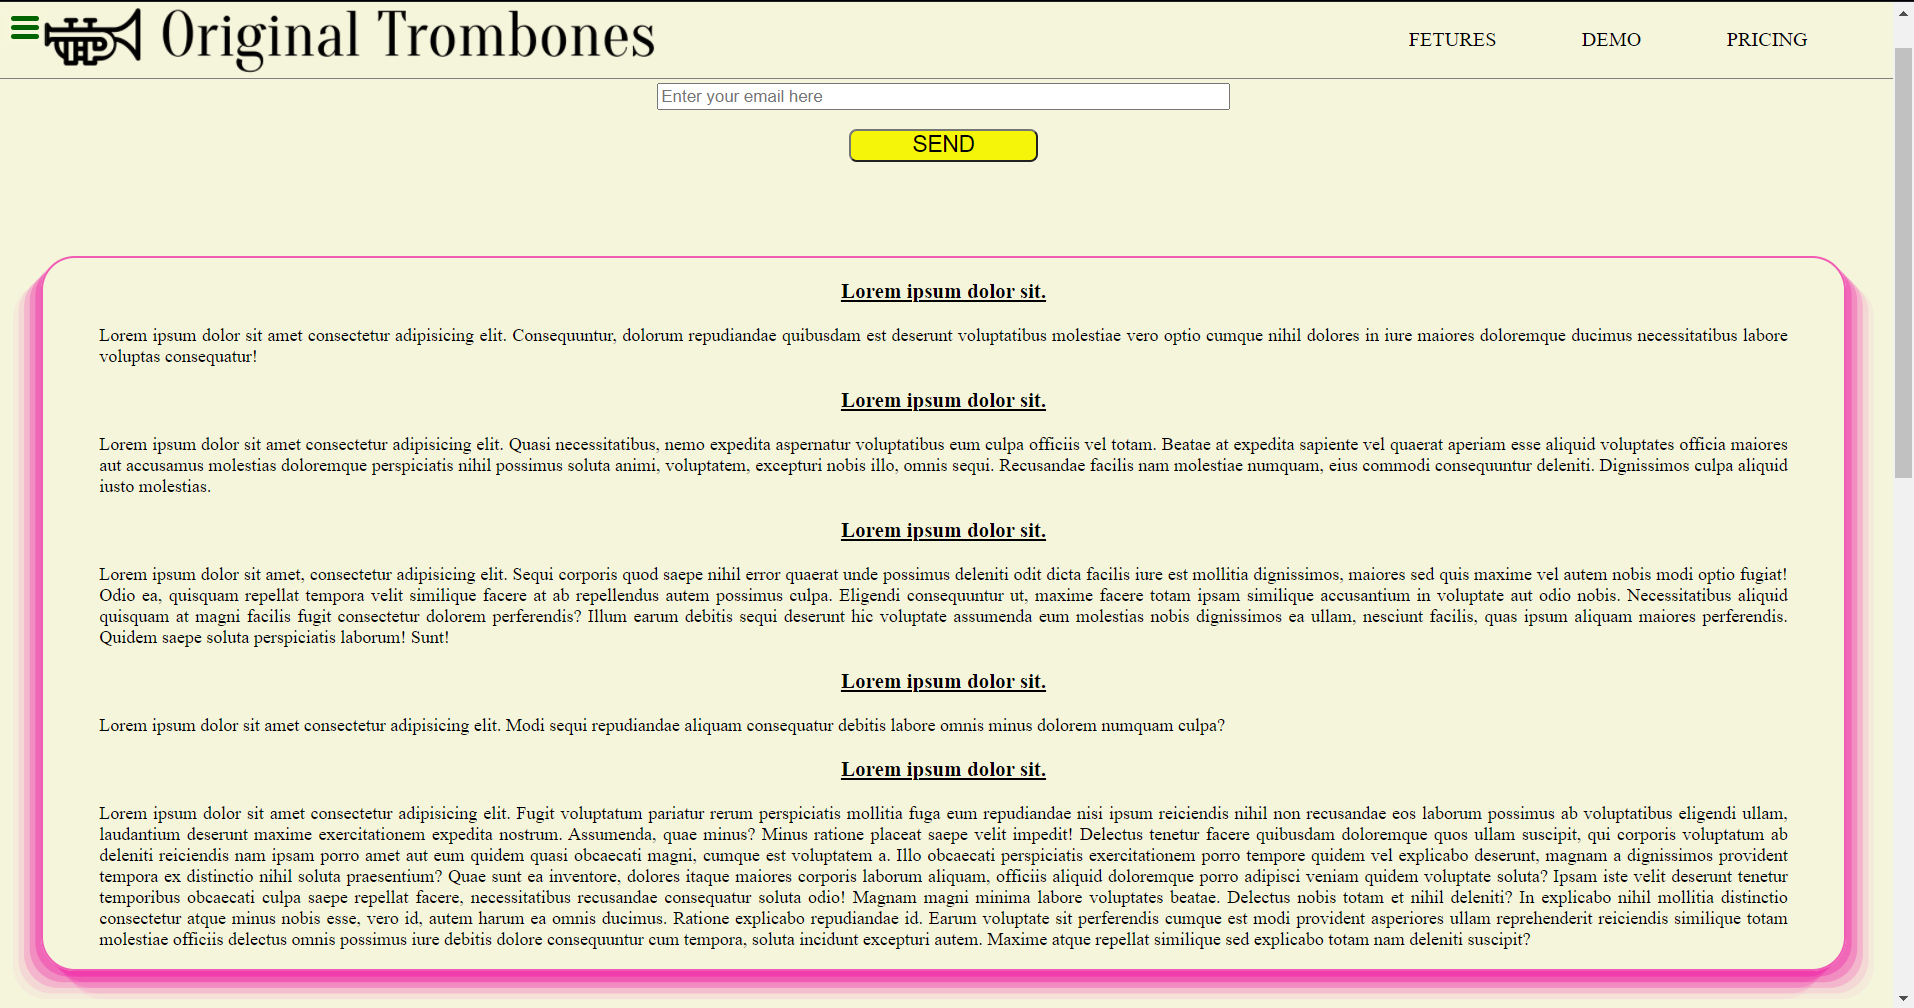 Original Trombones
FETURES
DEMO
PRICING
Enter your email here
SEND
Lorem ipsum dolor sit.
Lorem ipsum dolor sit amet consectetur adipisicing elit. Consequuntur, dolorum repudiandae quibusdam est deserunt voluptatibus molestiae vero optio cumque nihil dolores in iure maiores doloremque ducimus necessitatibus labore
voluptas consequatur!
Lorem ipsum dolor sit.
Lorem ipsum dolor sit amet consectetur adipisicing elit. Quasi necessitatibus, nemo expedita aspernatur voluptatibus eum culpa officiis vel totam. Beatae at expedita sapiente vel quaerat aperiam esse aliquid voluptates officia maiores
aut accusamus molestias doloremque perspiciatis nihil possimus soluta animi, voluptatem, excepturi nobis illo, omnis sequi. Recusandae facilis nam molestiae numquam, eius commodi consequuntur deleniti. Dignissimos culpa aliquid
iusto molestias.
Lorem ipsum dolor sit.
Lorem ipsum dolor sit amet, consectetur adipisicing elit. Sequi corporis quod saepe nihil error quaerat unde possimus deleniti odit dicta facilis iure est mollitia dignissimos, maiores sed quis maxime vel autem nobis modi optio fugiat!
Odio ea, quisquam repellat tempora velit similique facere at ab repellendus autem possimus culpa. Eligendi consequuntur ut, maxime facere totam ipsam similique accusantium in voluptate aut odio nobis. Necessitatibus aliquid
quisquam at magni facilis fugit consectetur dolorem perferendis? Illum earum debitis sequi deserunt hic voluptate assumenda eum molestias nobis dignissimos ea ullam, nesciunt facilis, quas ipsum aliquam maiores perferendis.
Quidem saepe soluta perspiciatis laborum! Sunt!
Lorem ipsum dolor sit.
Lorem ipsum dolor sit amet consectetur adipisicing elit. Modi sequi repudiandae aliquam consequatur debitis labore omnis minus dolorem numquam culpa?
Lorem ipsum dolor sit.
Lorem ipsum dolor sit amet consectetur adipisicing elit. Fugit voluptatum pariatur rerum perspiciatis mollitia fuga eum repudiandae nisi ipsum reiciendis nihil non recusandae eos laborum possimus ab voluptatibus eligendi ullam,
laudantium deserunt maxime exercitationem expedita nostrum. Assumenda, quae minus? Minus ratione placeat saepe velit impedit! Delectus tenetur facere quibusdam doloremque quos ullam suscipit, qui corporis voluptatum ab
deleniti reiciendis nam ipsam porro amet aut eum quidem quasi obcaecati magni, cumque est voluptatem a. Illo obcaecati perspiciatis exercitationem porro tempore quidem vel explicabo deserunt, magnam a dignissimos provident
tempora ex distinctio nihil soluta praesentium? Quae sunt ea inventore, dolores itaque maiores corporis laborum aliquam, officiis aliquid doloremque porro adipisci veniam quidem voluptate soluta? Ipsam iste velit deserunt tenetur
temporibus obcaecati culpa saepe repellat facere, necessitatibus recusandae consequatur soluta odio! Magnam magni minima labore voluptates beatae. Delectus nobis totam et nihil deleniti? In explicabo nihil mollitia distinctio
consectetur atque minus nobis esse, vero id, autem harum ea omnis ducimus. Ratione explicabo repudiandae id. Earum voluptate sit perferendis cumque est modi provident asperiores ullam reprehenderit reiciendis similique totam
molestiae officiis delectus omnis possimus iure debitis dolore consequuntur cum tempora, soluta incidunt excepturi autem. Maxime atque repellat similique sed explicabo totam nam deleniti suscipit?